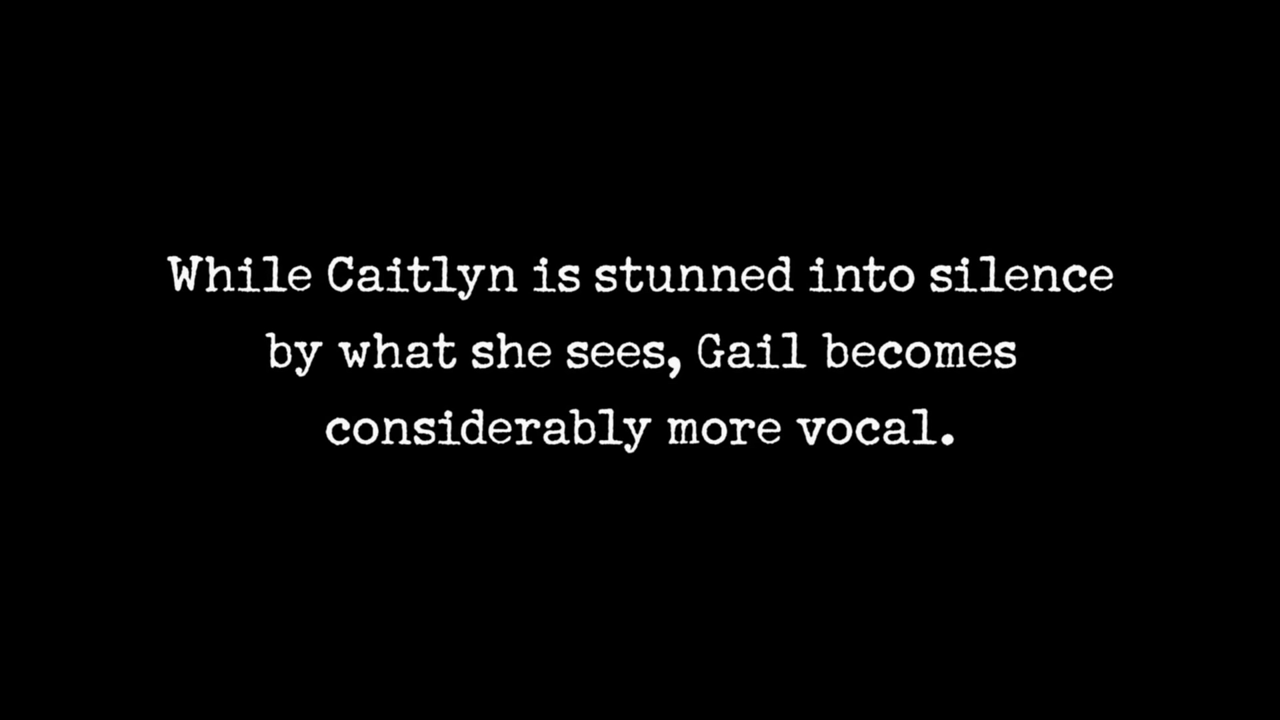 While Caitlyn is stunned into silence
by what she sees, Gail becomes
considerably more vocal.